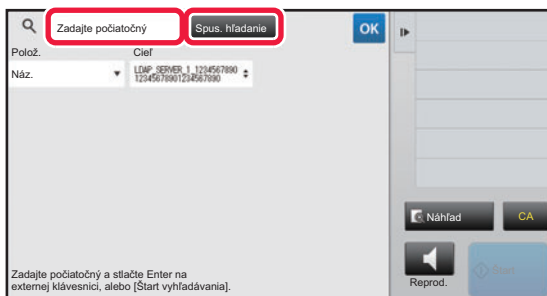 Zadajte počiatočný
Spus. hľadanie
OK
Polož.
Cieľ
Náz.
LDAP_SERVER_1_1234567890
12345678901234567890
Náhľad
CA
Zadajte počiatočný a stlačte Enter na
externej klávesnici, alebo [Štart vyhľadávania].
Reprod.
Štart